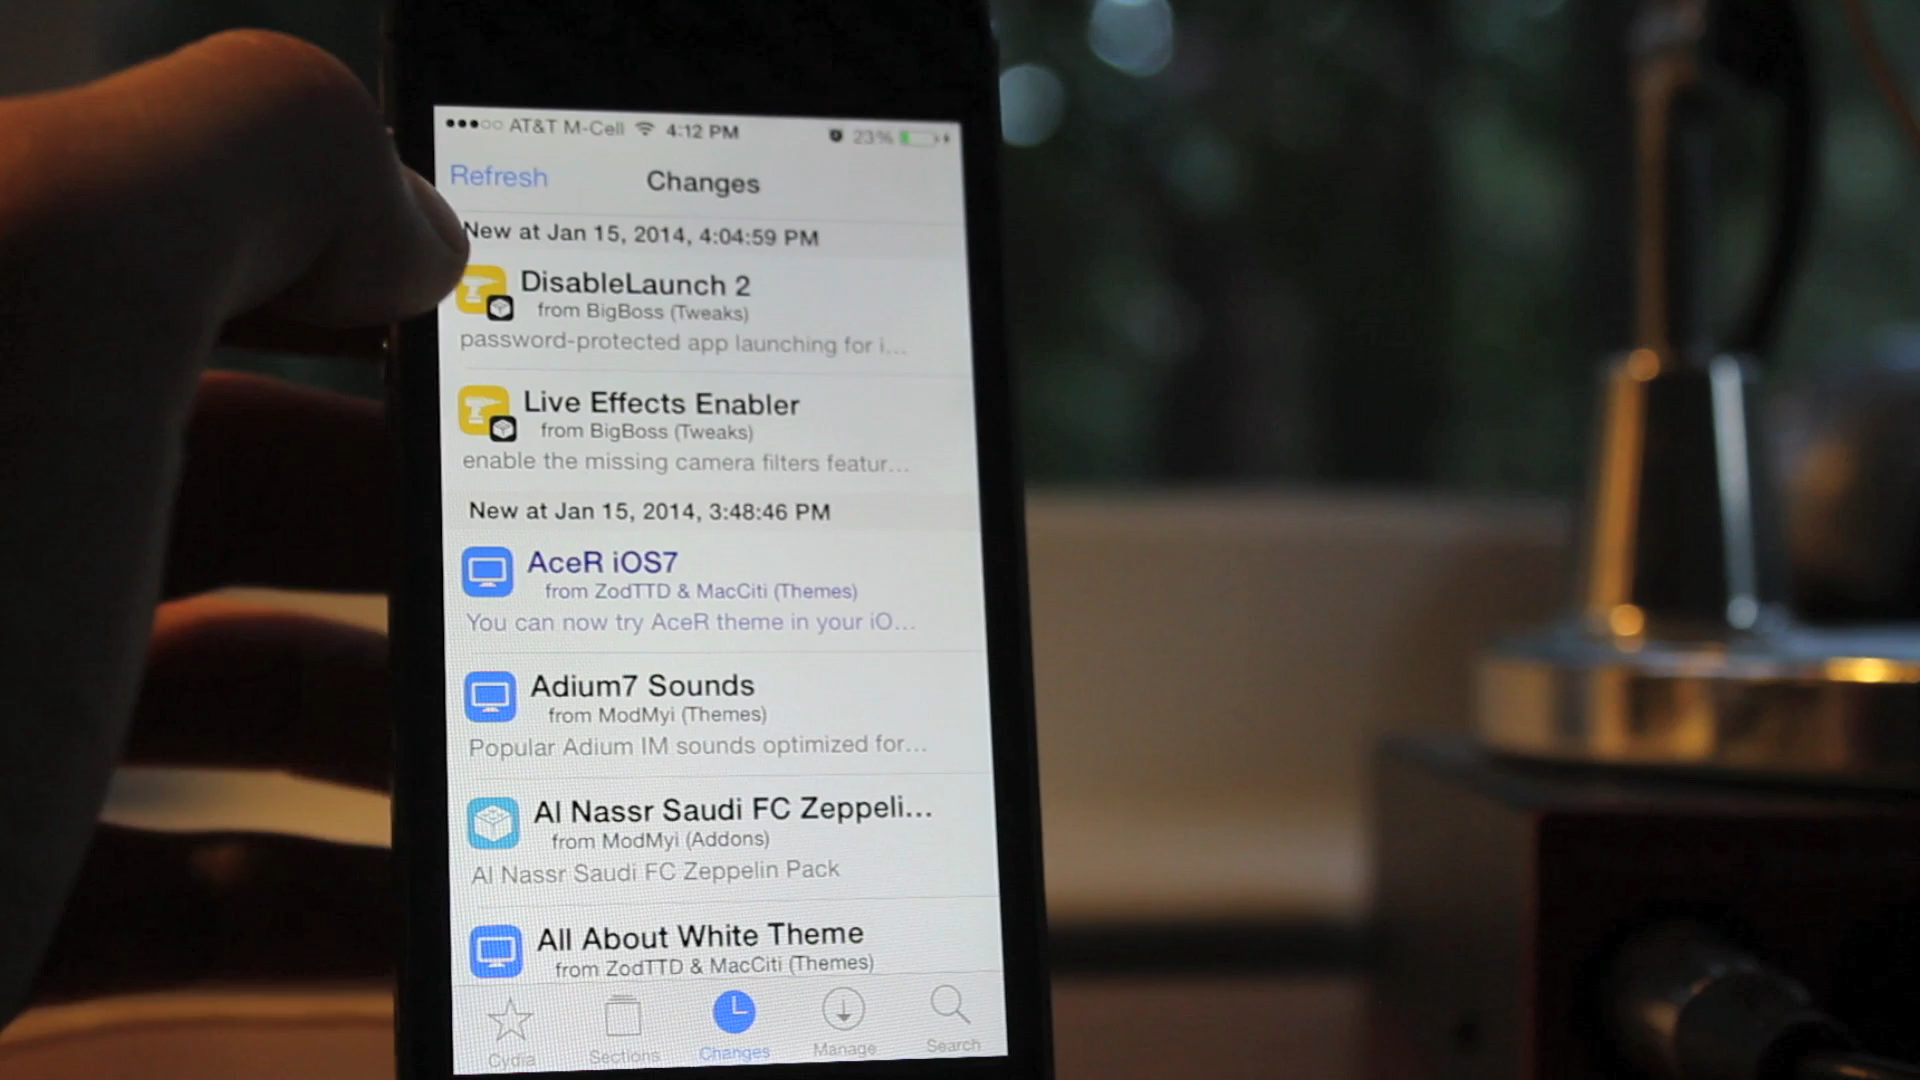 AT&T M-Cell 4:12 PM 23%
Refresh Changes
New at Jan 15, 2014, 4:04:59 PM
DisableLaunch 2
from BigBoss (Tweaks)
password-protected app launching for i...
Live Effects Enabler
from BigBoss (Tweaks)
enable the missing camera filters featur...
New at Jan 15, 2014, 3:48:46 PM
AceR iOS7
from ZodTTD & MacCiti (Themes)
You can now try AceR theme in your iO...
Adium7 Sounds
from ModMyi (Themes)
Popular Adium IM sounds optimized for...
Al Nassr Saudi FC Zeppeli...
from ModMyi (Addons)
Al Nassr Saudi FC Zeppelin Pack
All About White Theme
from ZodTTD & MacCiti (Themes)
Cydia Sections Changes Manage Search